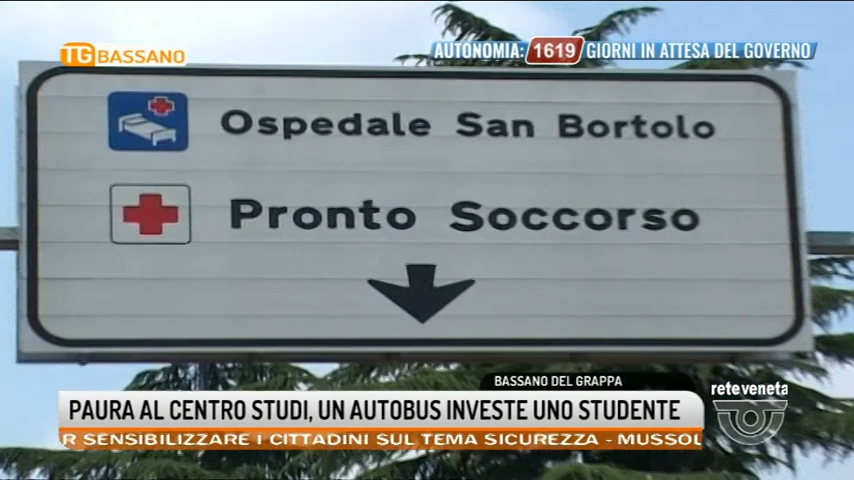 TG BASSANO
AUTONOMIA: 1619 GIORNI IN ATTESA DEL GOVERNO
Ospedale San Bortolo
Pronto Soccorso
BASSANO DEL GRAPPA
reteveneta
PAURA AL CENTRO STUDI, UN AUTOBUS INVESTE UNO STUDENTE
R SENSIBILIZZARE I CITTADINI SUL TEMA SICUREZZA - MUSSOL